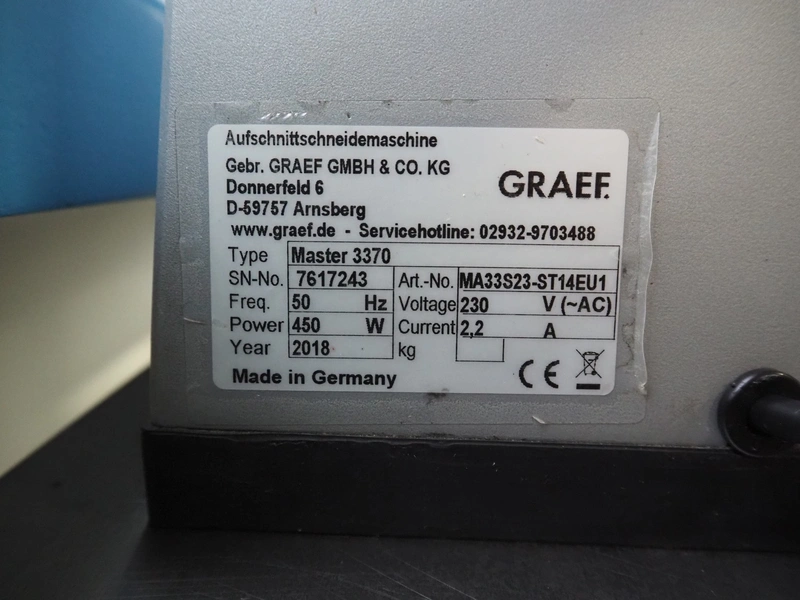 Aufschnittschneidemaschine
Gebr. GRAEF GMBH & CO. KG
Donnerfeld 6
D-59757 Arnsberg
GRAEF.
www.graef.de - Servicehotline: 02932-9703488
Type Master 3370
SN-No. 7617243 Art.-No. MA33S23-ST14EU1
Freq. 50 Hz Voltage 230 V (~AC)
Power 450 W Current 2,2 A
Year 2018 kg
Made in Germany CE